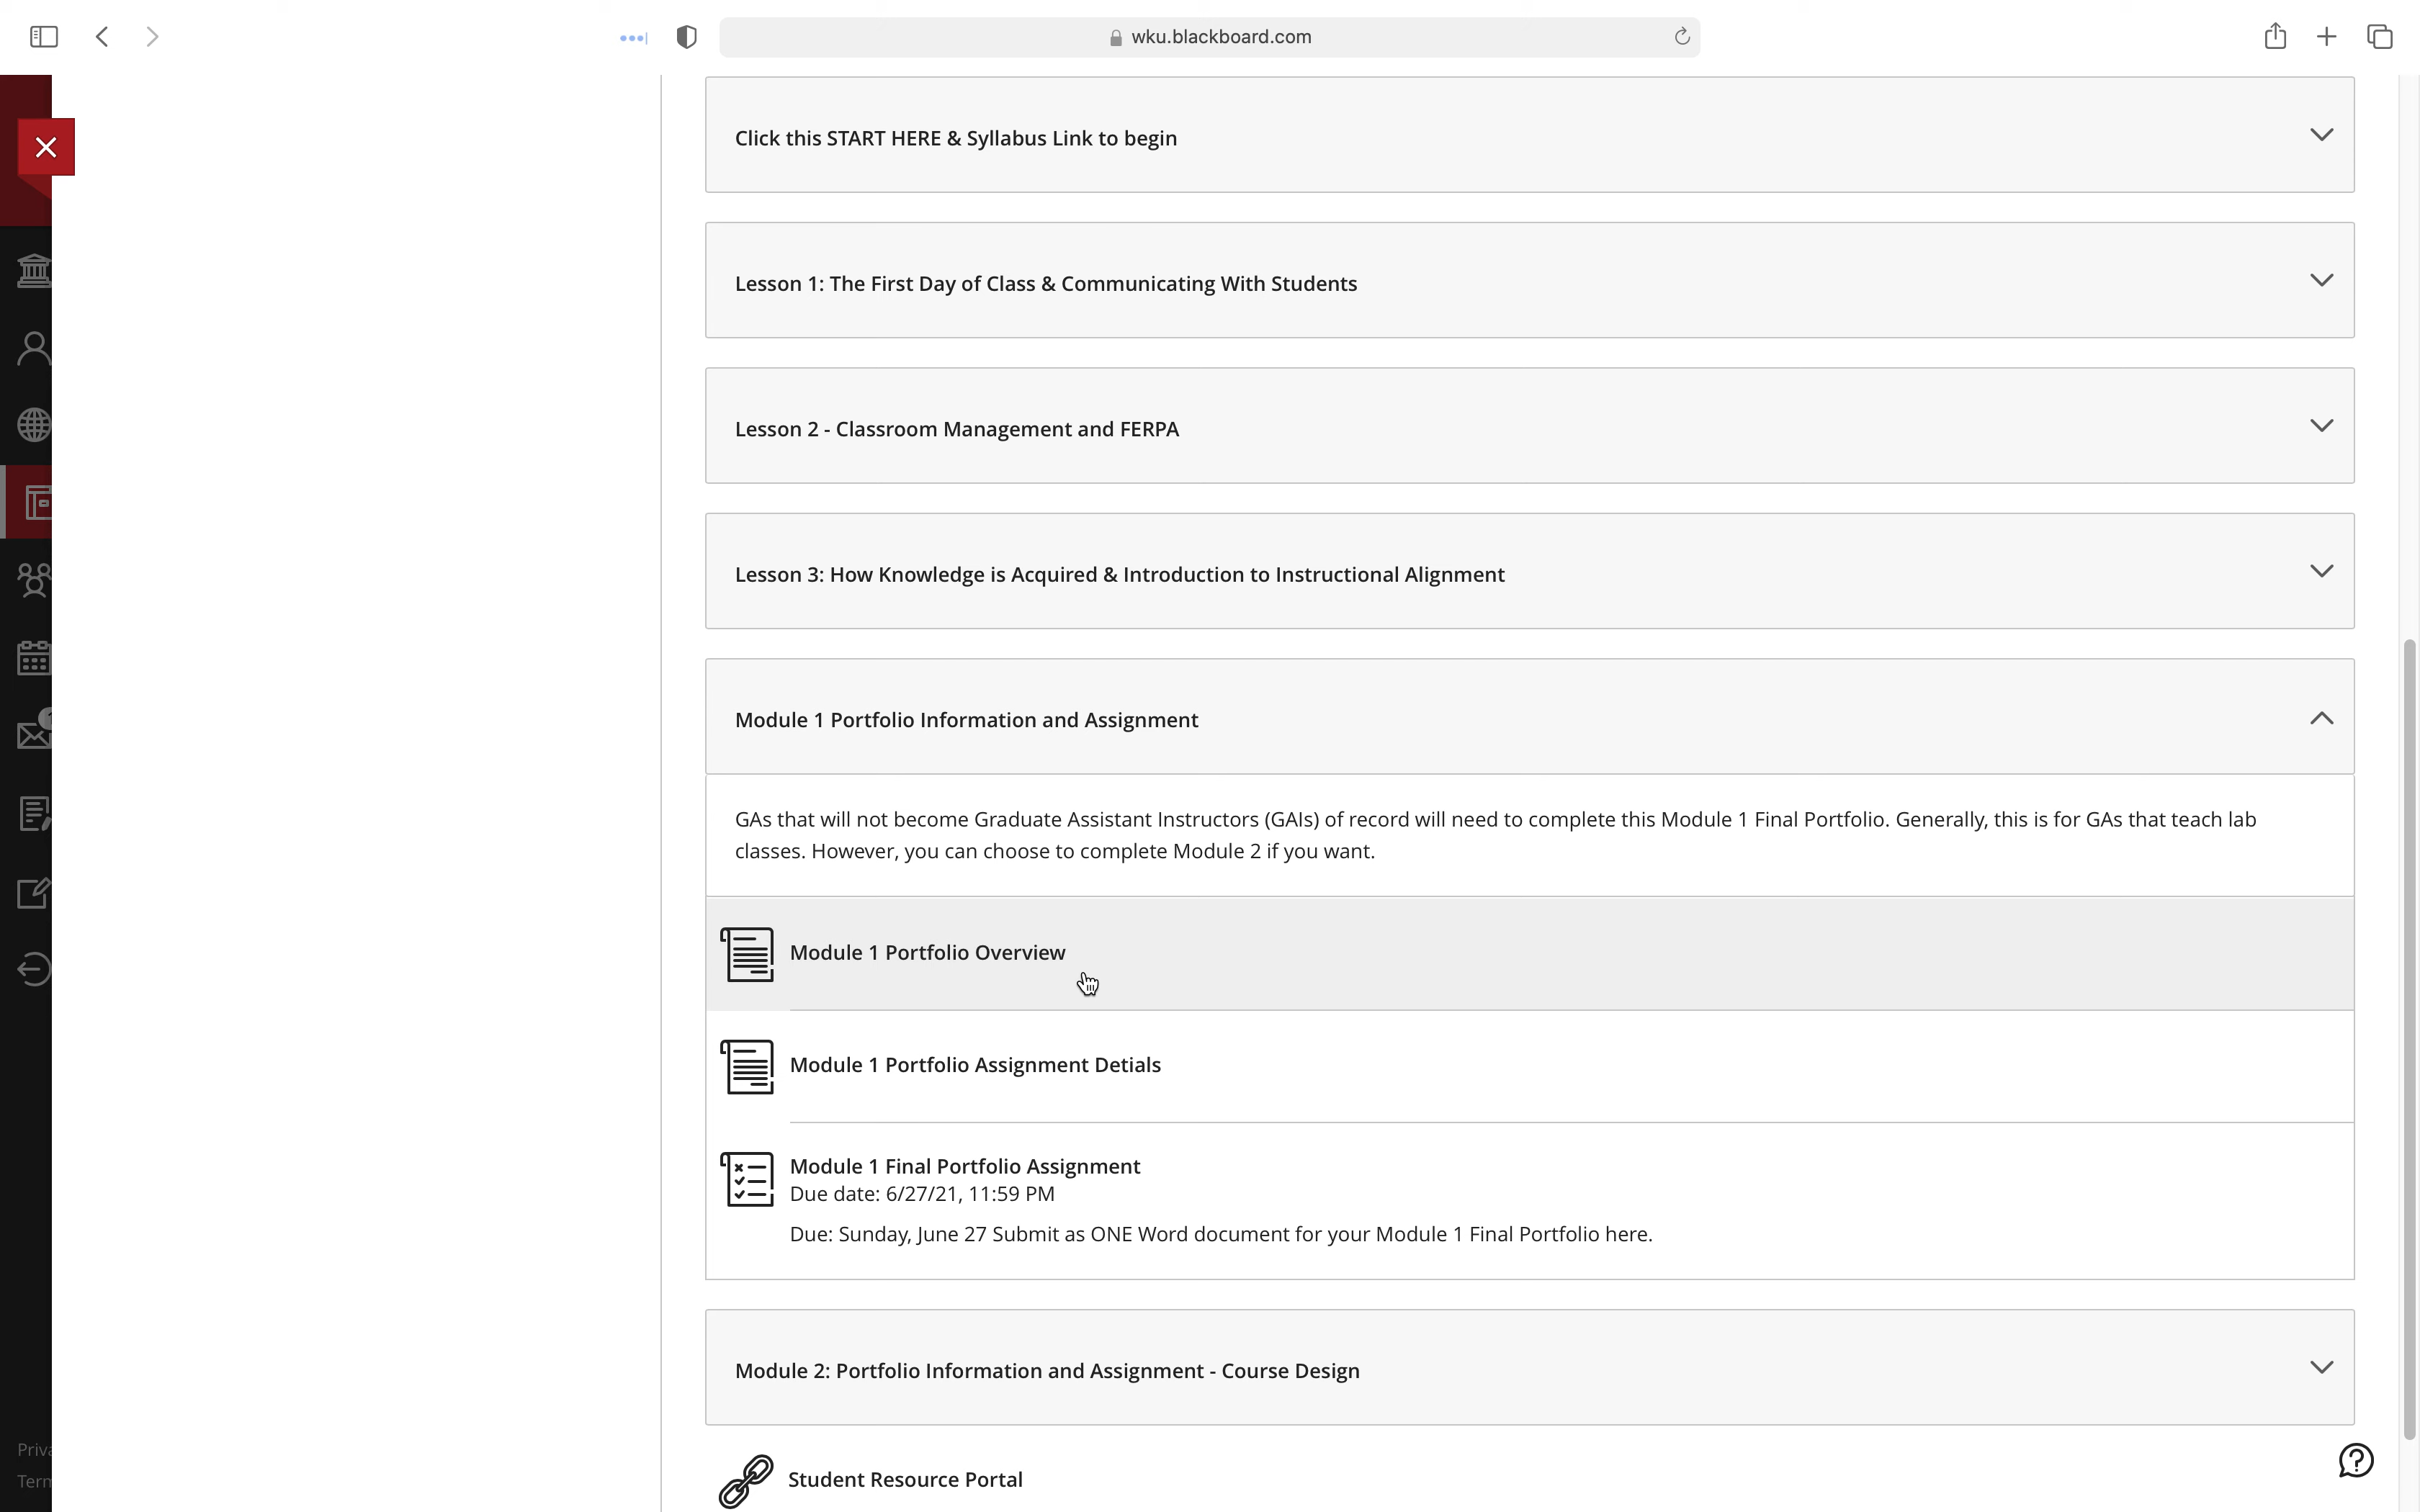 wku.blackboard.com
Click this START HERE & Syllabus Link to begin
Lesson 1: The First Day of Class & Communicating With Students
Lesson 2 - Classroom Management and FERPA
Lesson 3: How Knowledge is Acquired & Introduction to Instructional Alignment
Module 1 Portfolio Information and Assignment
GAs that will not become Graduate Assistant Instructors (GAIs) of record will need to complete this Module 1 Final Portfolio. Generally, this is for GAs that teach lab
classes. However, you can choose to complete Module 2 if you want.
Module 1 Portfolio Overview
Module 1 Portfolio Assignment Detials
Module 1 Final Portfolio Assignment
Due date: 6/27/21, 11:59 PM
Due: Sunday, June 27 Submit as ONE Word document for your Module 1 Final Portfolio here.
Module 2: Portfolio Information and Assignment - Course Design
Student Resource Portal